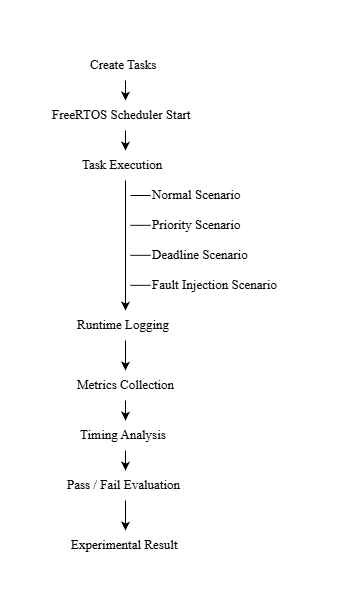 Create Tasks
FreeRTOS Scheduler Start
Task Execution
Normal Scenario
Priority Scenario
Deadline Scenario
Fault Injection Scenario
Runtime Logging
Metrics Collection
Timing Analysis
Pass / Fail Evaluation
Experimental Result